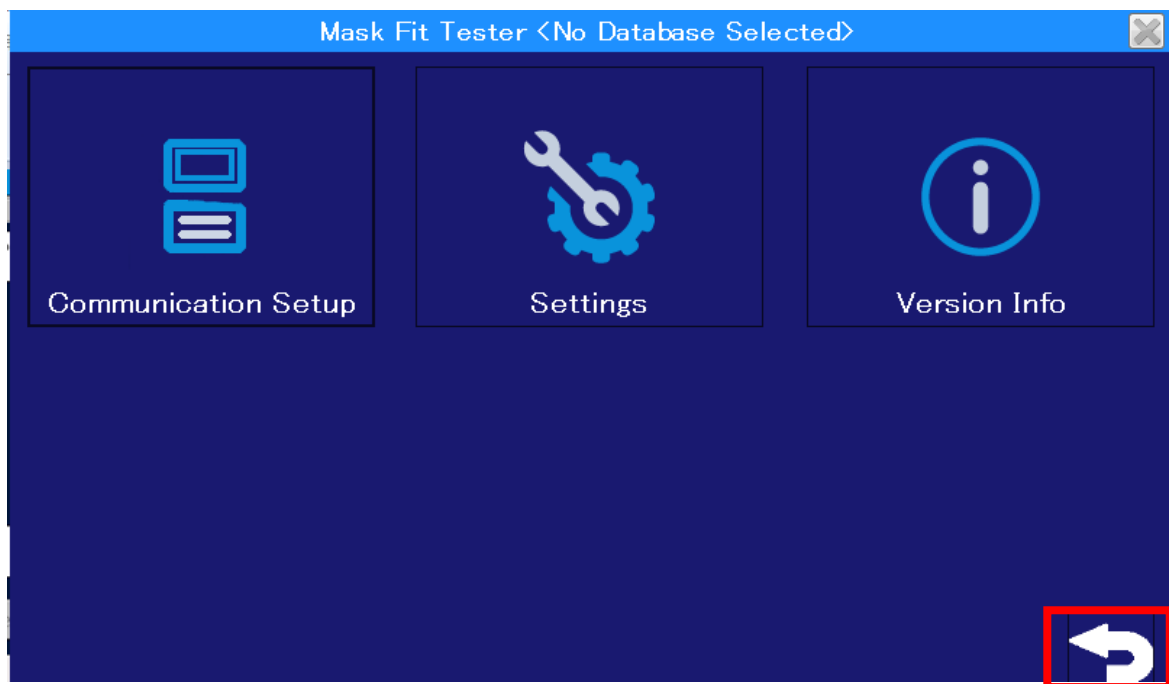 Mask Fit Tester <No Database Selected>
Communication Setup
Settings
Version Info